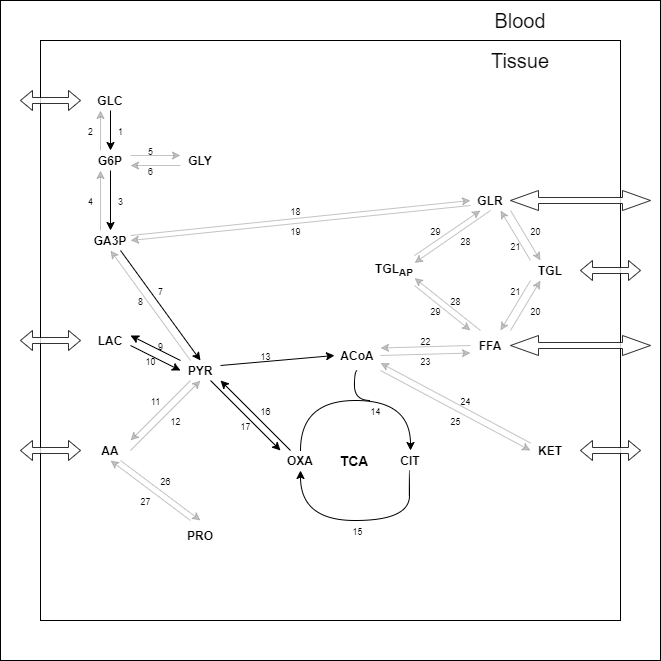 Blood
Tissue
GLC
2
1
G6P
5
6
GLY
4
3
18
19
GLR
GA3P
29
28
20
21
TGLAP
TGL
7
8
28
29
21
20
LAC
9
10
PYR
13
ACoA
22
23
FFA
11
12
16
17
14
24
25
AA
OXA
TCA
CIT
KET
26
27
PRO
15